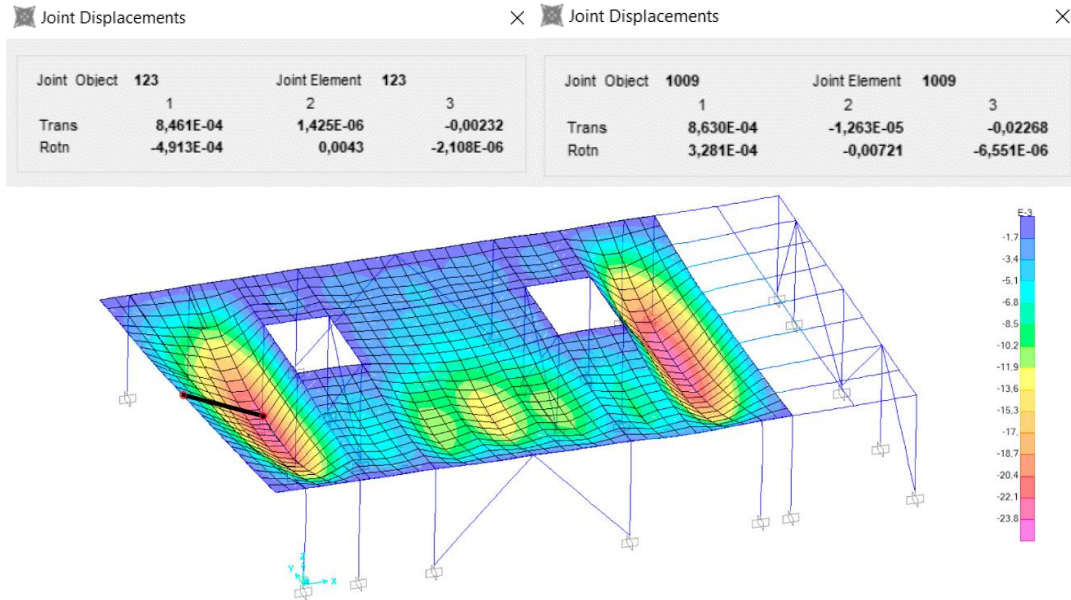 Joint Displacements
Joint Object 123 Joint Element 123
1 2 3
Trans 8,461E-04 1,425E-06 -0,00232
Rotn -4,913E-04 0,0043 -2,108E-06
Joint Displacements
Joint Object 1009 Joint Element 1009
1 2 3
Trans 8,630E-04 -1,263E-05 -0,02268
Rotn 3,281E-04 -0,00721 -6,551E-06
E-3
-1.7
-3.4
-5.1
-6.8
-8.5
-10.2
-11.9
-13.6
-15.3
-17.
-18.7
-20.4
-22.1
-23.8
Z
Y
X